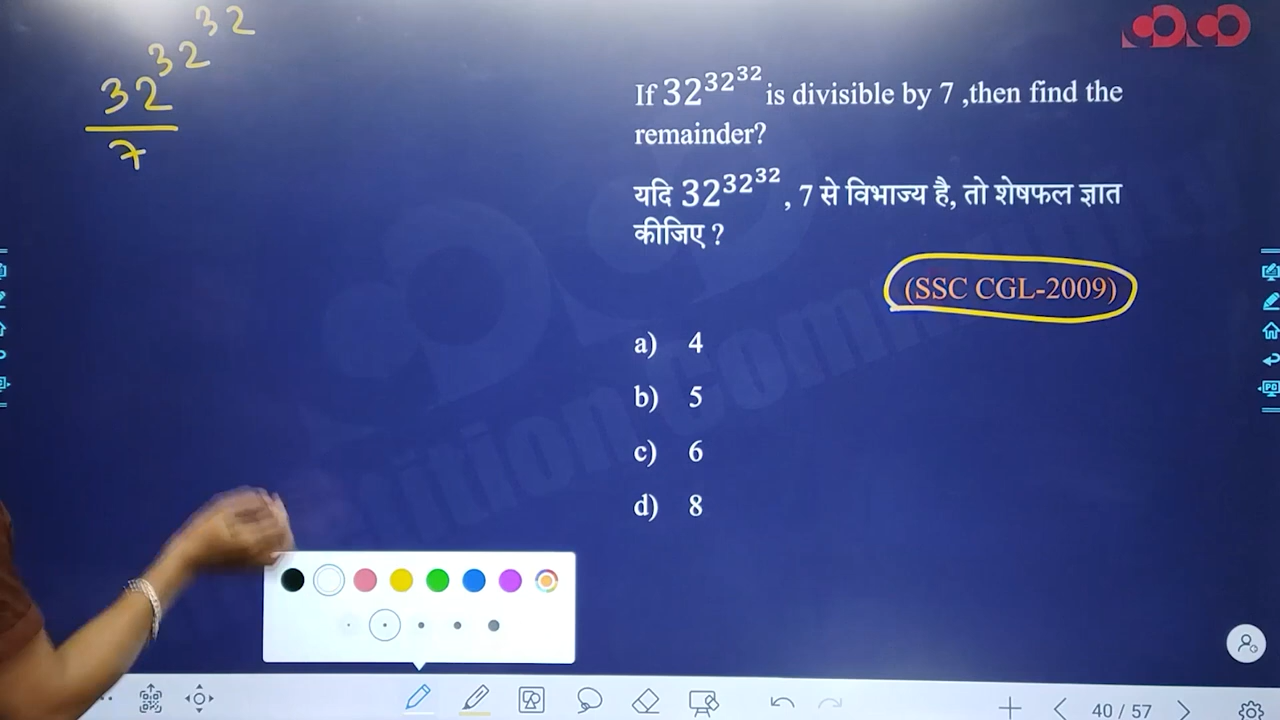 32^32^32
7
If 32^32^32 is divisible by 7 ,then find the
remainder?
यदि 32^32^32 , 7 से विभाज्य है, तो शेषफल ज्ञात
कीजिए ?
(SSC CGL-2009)
a) 4
b) 5
c) 6
d) 8
40 / 57